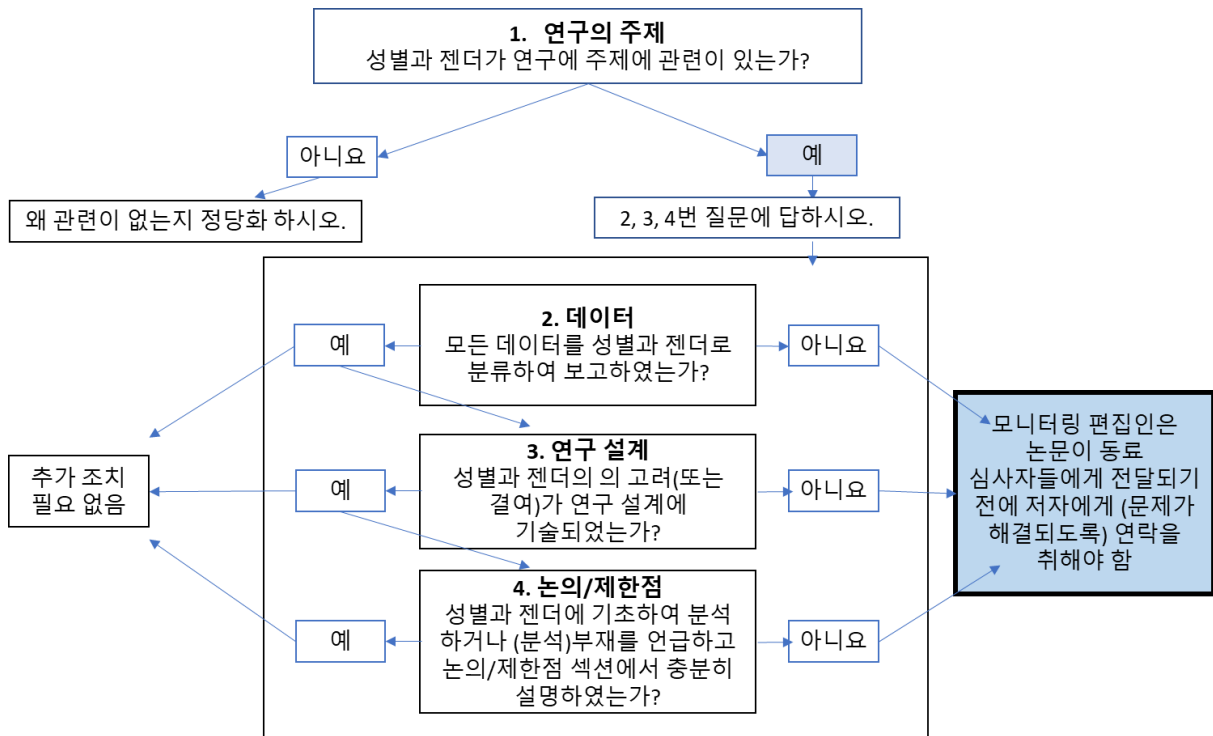 1. 연구의 주제
성별과 젠더가 연구에 주제에 관련이 있는가?
아니요
예
왜 관련이 없는지 정당화 하시오.
2, 3, 4번 질문에 답하시오.
2. 데이터
모든 데이터를 성별과 젠더로
분류하여 보고하였는가?
예
아니요
3. 연구 설계
성별과 젠더의 의 고려(또는
결여)가 연구 설계에
기술되었는가?
예
아니요
4. 논의/제한점
성별과 젠더에 기초하여 분석
하거나 (분석)부재를 언급하고
논의/제한점 섹션에서 충분히
설명하였는가?
예
아니요
추가 조치
필요 없음
모니터링 편집인은
논문이 동료
심사자들에게 전달되기
전에 저자에게 (문제가
해결되도록) 연락을
취해야 함